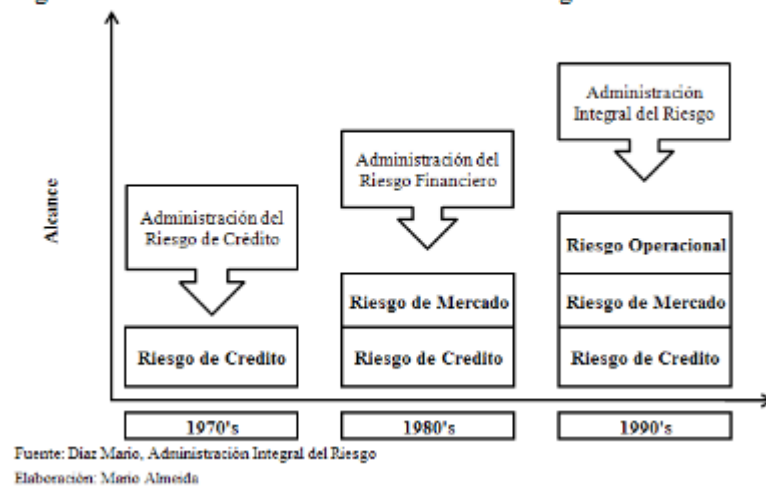 Administración
Integral del Riesgo
Administración del
Riesgo Financiero
Administración del
Riesgo de Crédito
Alcance
Riesgo Operacional
Riesgo de Mercado
Riesgo de Mercado
Riesgo de Credito
Riesgo de Credito
Riesgo de Credito
1970's
1980's
1990's
Fuente: Diaz Mario, Administración Integral del Riesgo
Elaboración: Mario Almeida